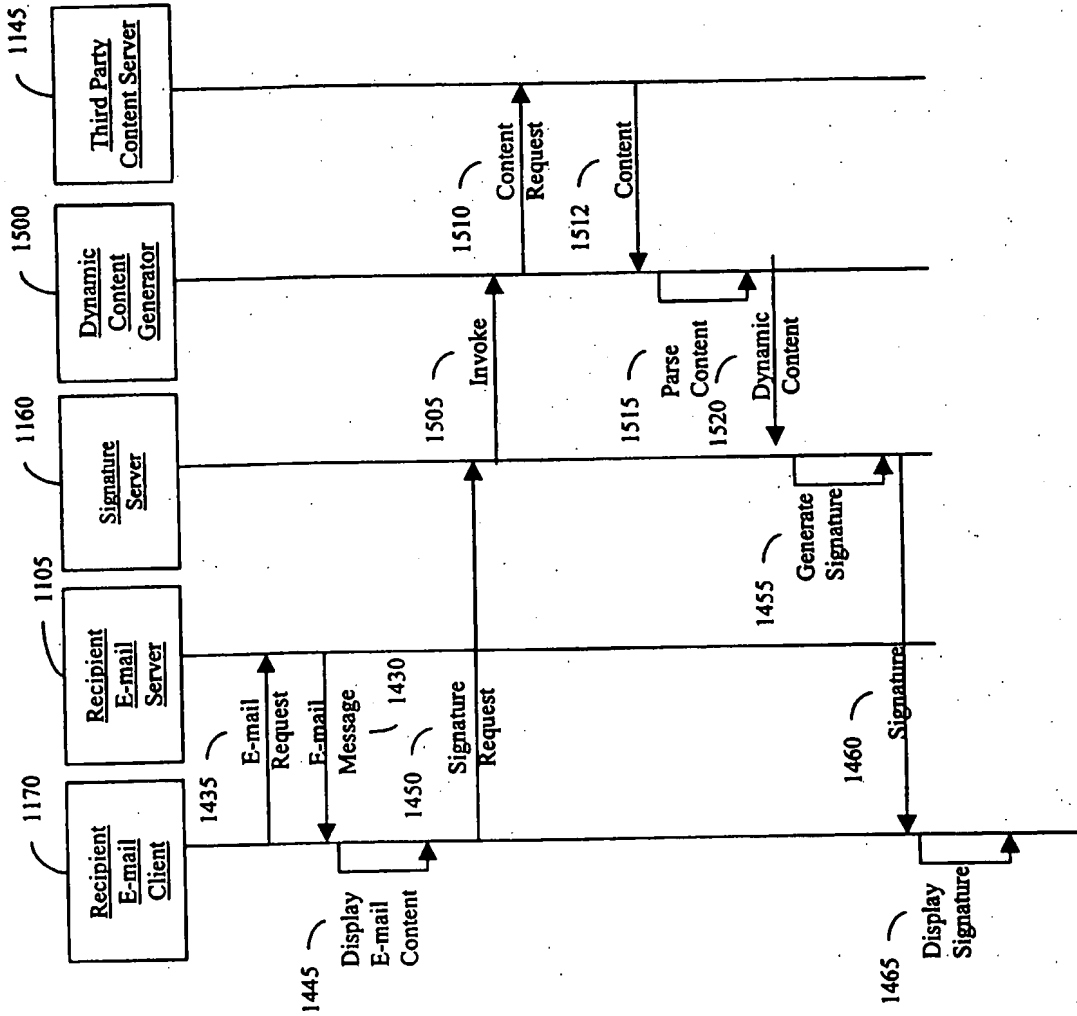 1170
Recipient
E-mail
Client
1105
Recipient
E-mail
Server
1160
Signature
Server
1500
Dynamic
Content
Generator
1145
Third Party
Content Server
1435
E-mail
Request
E-mail
Message
1430
1445
Display
E-mail
Content
1450
Signature
Request
1505
Invoke
1510
Content
Request
1512
Content
1515
Parse
Content
1520
Dynamic
Content
1455
Generate
Signature
1460
Signature
1465
Display
Signature